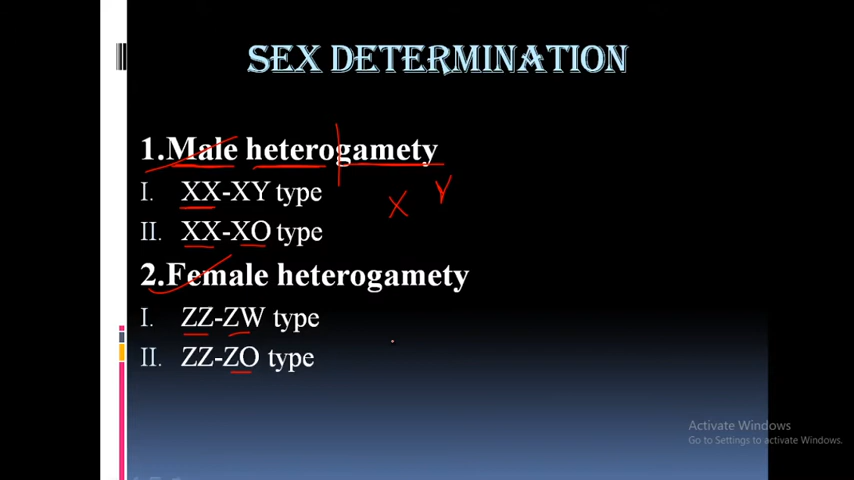 SEX DETERMINATION
1.Male heterogamety
I. XX-XY type
X Y
II. XX-XO type
2.Female heterogamety
I. ZZ-ZW type
II. ZZ-ZO type
Activate Windows
Go to Settings to activate Windows.